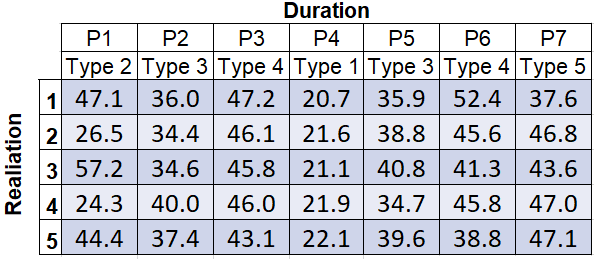 Duration
P1 P2 P3 P4 P5 P6 P7
Type 2 Type 3 Type 4 Type 1 Type 3 Type 4 Type 5
Realiation
1 47.1 36.0 47.2 20.7 35.9 52.4 37.6
2 26.5 34.4 46.1 21.6 38.8 45.6 46.8
3 57.2 34.6 45.8 21.1 40.8 41.3 43.6
4 24.3 40.0 46.0 21.9 34.7 45.8 47.0
5 44.4 37.4 43.1 22.1 39.6 38.8 47.1